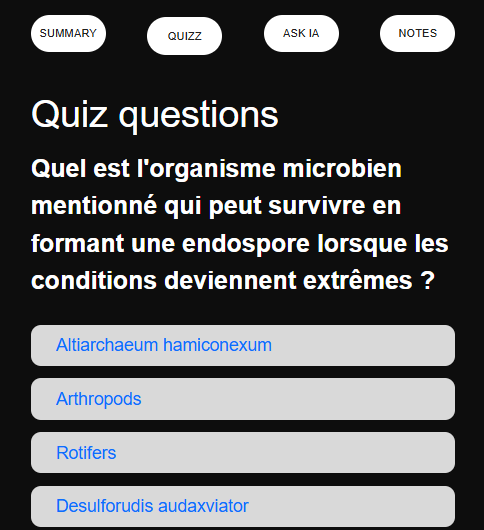 SUMMARY
QUIZZ
ASK IA
NOTES
Quiz questions
Quel est l'organisme microbien
mentionné qui peut survivre en
formant une endospore lorsque les
conditions deviennent extrêmes ?
Altiarchaeum hamiconexum
Arthropods
Rotifers
Desulforudis audaxviator